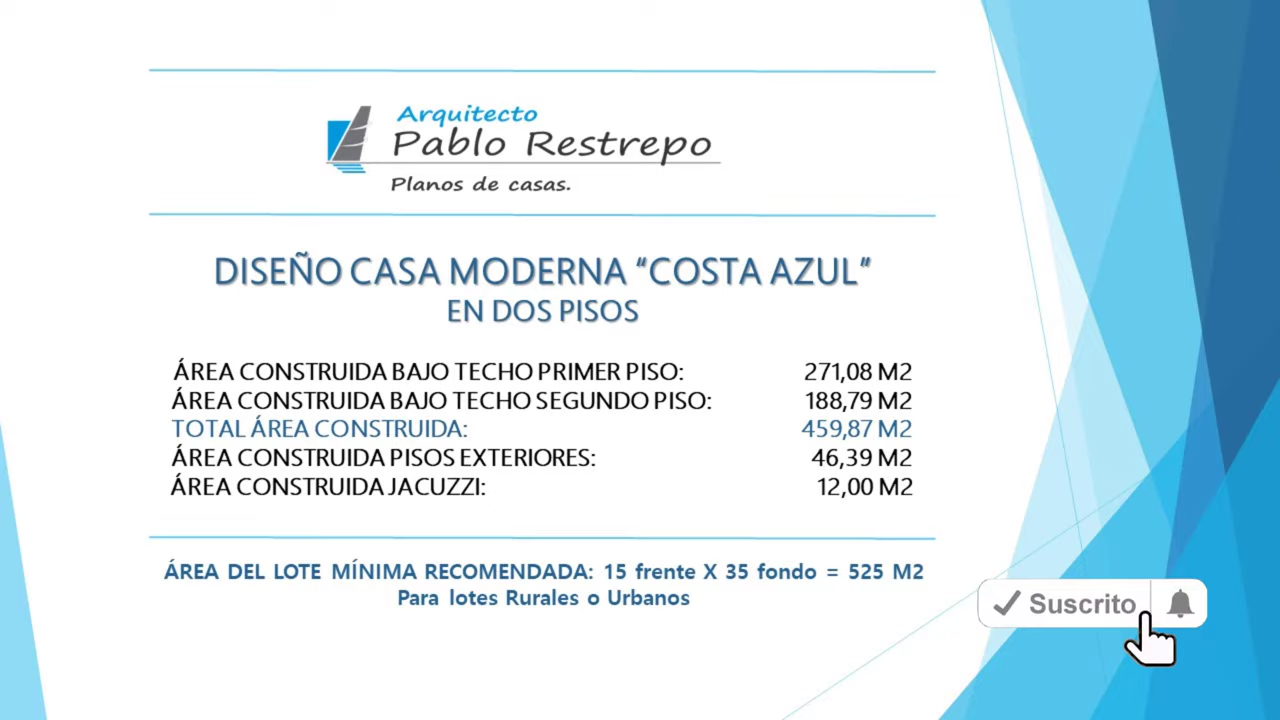 Arquitecto
Pablo Restrepo
Planos de casas.
DISEÑO CASA MODERNA “COSTA AZUL”
EN DOS PISOS
ÁREA CONSTRUIDA BAJO TECHO PRIMER PISO: 271,08 M2
ÁREA CONSTRUIDA BAJO TECHO SEGUNDO PISO: 188,79 M2
TOTAL ÁREA CONSTRUIDA: 459,87 M2
ÁREA CONSTRUIDA PISOS EXTERIORES: 46,39 M2
ÁREA CONSTRUIDA JACUZZI: 12,00 M2
ÁREA DEL LOTE MÍNIMA RECOMENDADA: 15 frente X 35 fondo = 525 M2
Para lotes Rurales o Urbanos
Suscrito